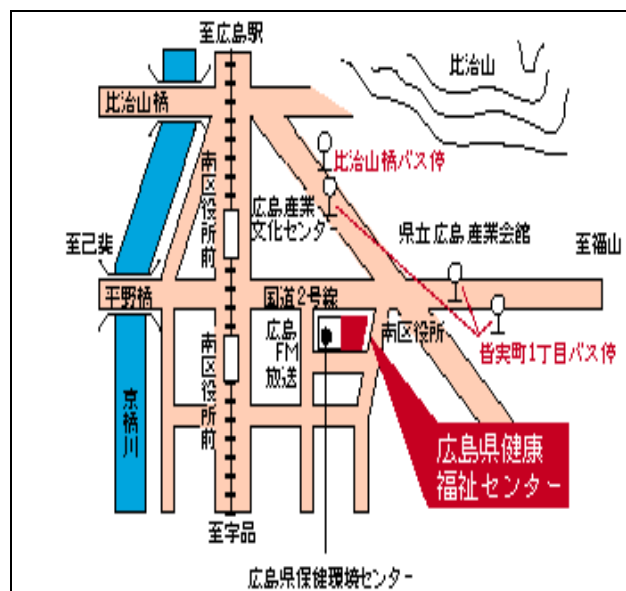 至広島駅
比治山
比治山橋
比治山橋バス停
南区役所前
広島産業
文化センター
県立広島産業会館
至己斐
至福山
平野橋
国道2号線
広島
FM
放送
南区役所
皆実町1丁目バス停
南区役所前
京橋川
広島県健康
福祉センター
至宇品
広島県保健環境センター